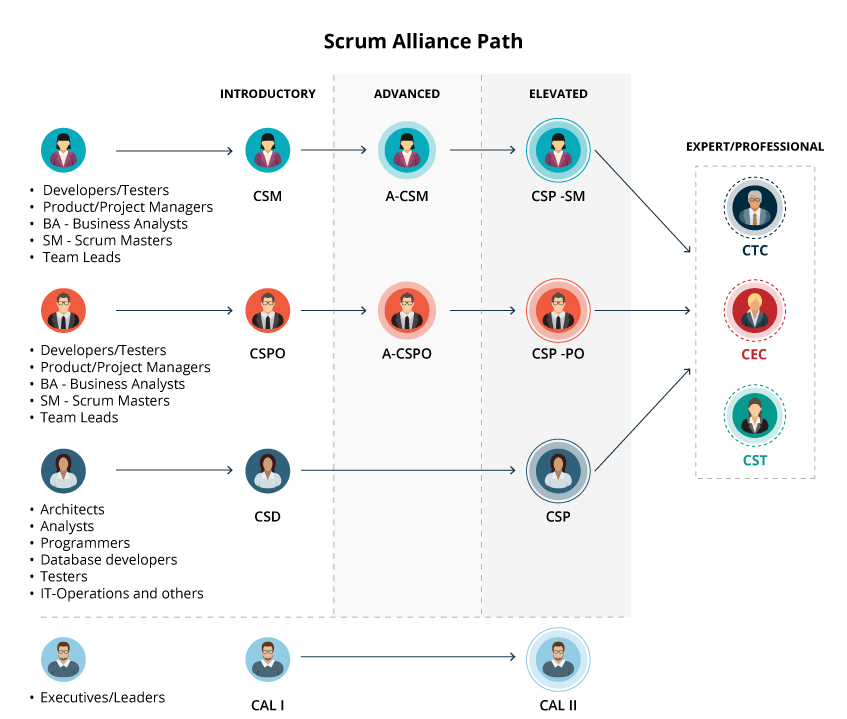 Scrum Alliance Path
INTRODUCTORY
ADVANCED
ELEVATED
EXPERT/PROFESSIONAL
• Developers/Testers
• Product/Project Managers
• BA - Business Analysts
• SM - Scrum Masters
• Team Leads
CSM
A-CSM
CSP -SM
• Developers/Testers
• Product/Project Managers
• BA - Business Analysts
• SM - Scrum Masters
• Team Leads
CSPO
A-CSPO
CSP -PO
• Architects
• Analysts
• Programmers
• Database developers
• Testers
• IT-Operations and others
CSD
CSP
CTC
CEC
CST
• Executives/Leaders
CAL I
CAL II